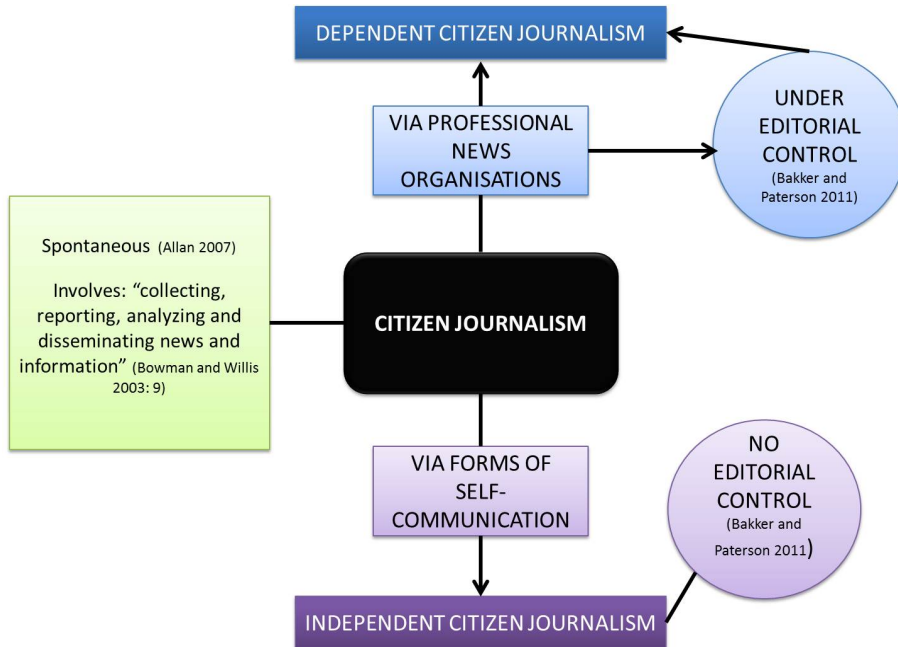 DEPENDENT CITIZEN JOURNALISM
VIA PROFESSIONAL
NEWS
ORGANISATIONS
UNDER
EDITORIAL
CONTROL
(Bakker and
Paterson 2011)
Spontaneous (Allan 2007)
Involves: “collecting,
reporting, analyzing and
disseminating news and
information” (Bowman and Willis
2003: 9)
CITIZEN JOURNALISM
VIA FORMS OF
SELF-
COMMUNICATION
NO
EDITORIAL
CONTROL
(Bakker and
Paterson 2011)
INDEPENDENT CITIZEN JOURNALISM